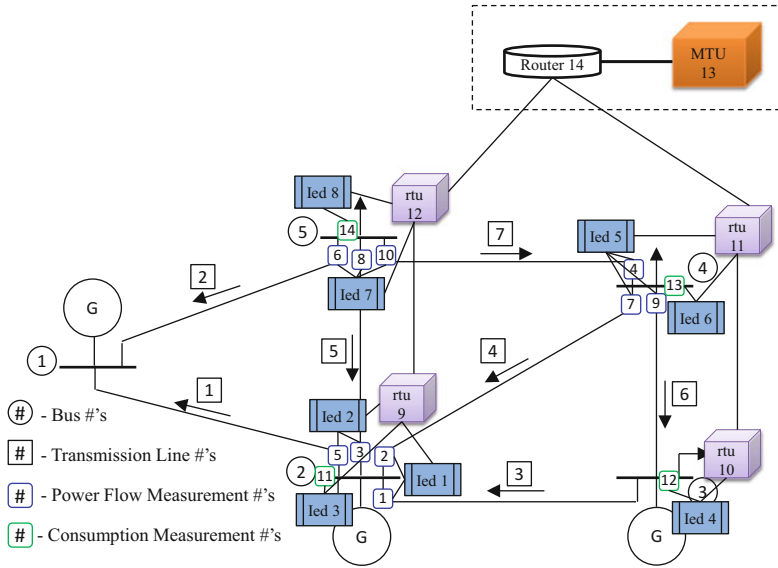 Router 14
MTU
13
Ied 8
rtu
12
14
5
6
8
10
Ied 7
7
Ied 5
rtu
11
4
4
13
7
9
Ied 6
2
G
1
1
5
4
6
Ied 2
rtu
9
5
3
2
2
11
1
Ied 1
Ied 3
G
3
rtu
10
12
3
Ied 4
G
# - Bus #'s
# - Transmission Line #'s
# - Power Flow Measurement #'s
# - Consumption Measurement #'s